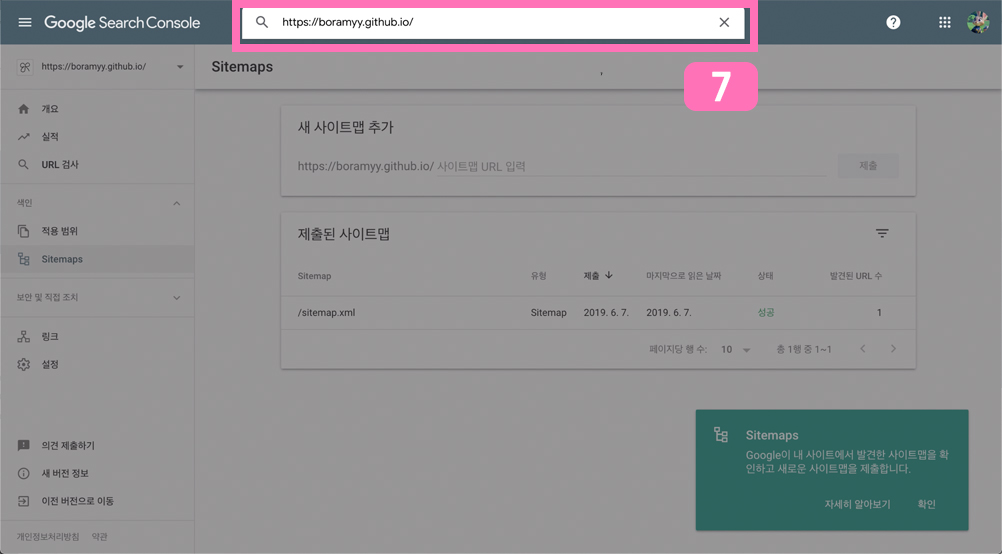 Google Search Console
https://boramyy.github.io/
https://boramyy.github.io/
Sitemaps
7
개요
실적
URL 검사
색인
적용 범위
Sitemaps
보안 및 직접 조치
링크
설정
의견 제출하기
새 버전 정보
이전 버전으로 이동
개인정보처리방침 약관
새 사이트맵 추가
https://boramyy.github.io/ 사이트맵 URL 입력
제출
제출된 사이트맵
Sitemap 유형 제출 마지막으로 읽은 날짜 상태 발견된 URL 수
/sitemap.xml Sitemap 2019. 6. 7. 2019. 6. 7. 성공 1
페이지당 행 수: 10 총 1행 중 1~1
Sitemaps
Google이 내 사이트에서 발견한 사이트맵을 확
인하고 새로운 사이트맵을 제출합니다.
자세히 알아보기 확인